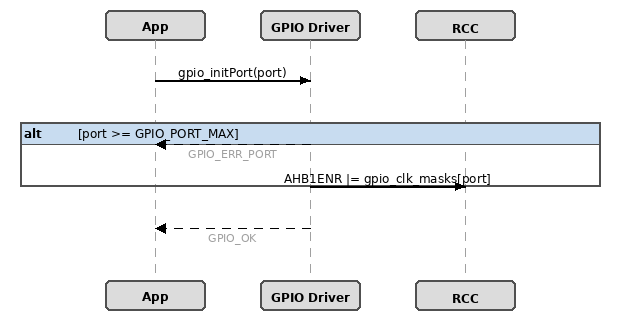 App
GPIO Driver
RCC
gpio_initPort(port)
alt
[port >= GPIO_PORT_MAX]
GPIO_ERR_PORT
AHB1ENR |= gpio_clk_masks[port]
GPIO_OK
App
GPIO Driver
RCC